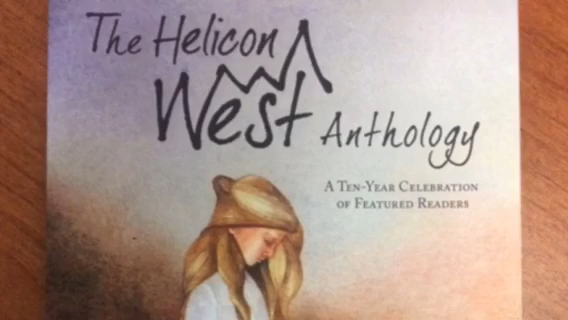 The Helicon
West Anthology
A Ten-Year Celebration
of Featured Readers